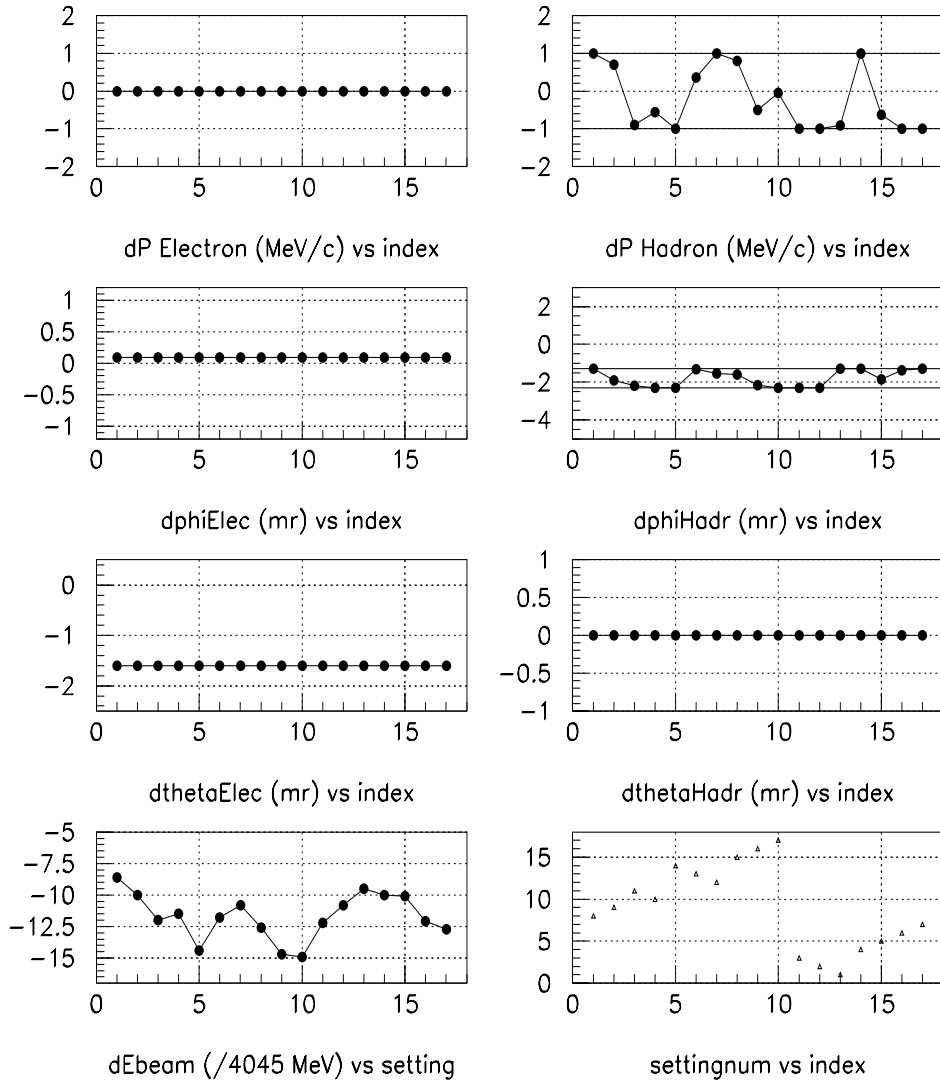 2
1
0
−1
−2
0 5 10 15
dP Electron (MeV/c) vs index
2
1
0
−1
−2
0 5 10 15
dP Hadron (MeV/c) vs index
1
0.5
0
−0.5
−1
0 5 10 15
dphiElec (mr) vs index
2
0
−2
−4
0 5 10 15
dphiHadr (mr) vs index
0
−1
−2
0 5 10 15
dthetaElec (mr) vs index
1
0.5
0
−0.5
−1
0 5 10 15
dthetaHadr (mr) vs index
−5
−7.5
−10
−12.5
−15
0 5 10 15
dEbeam (/4045 MeV) vs setting
15
10
5
0
0 5 10 15
settingnum vs index